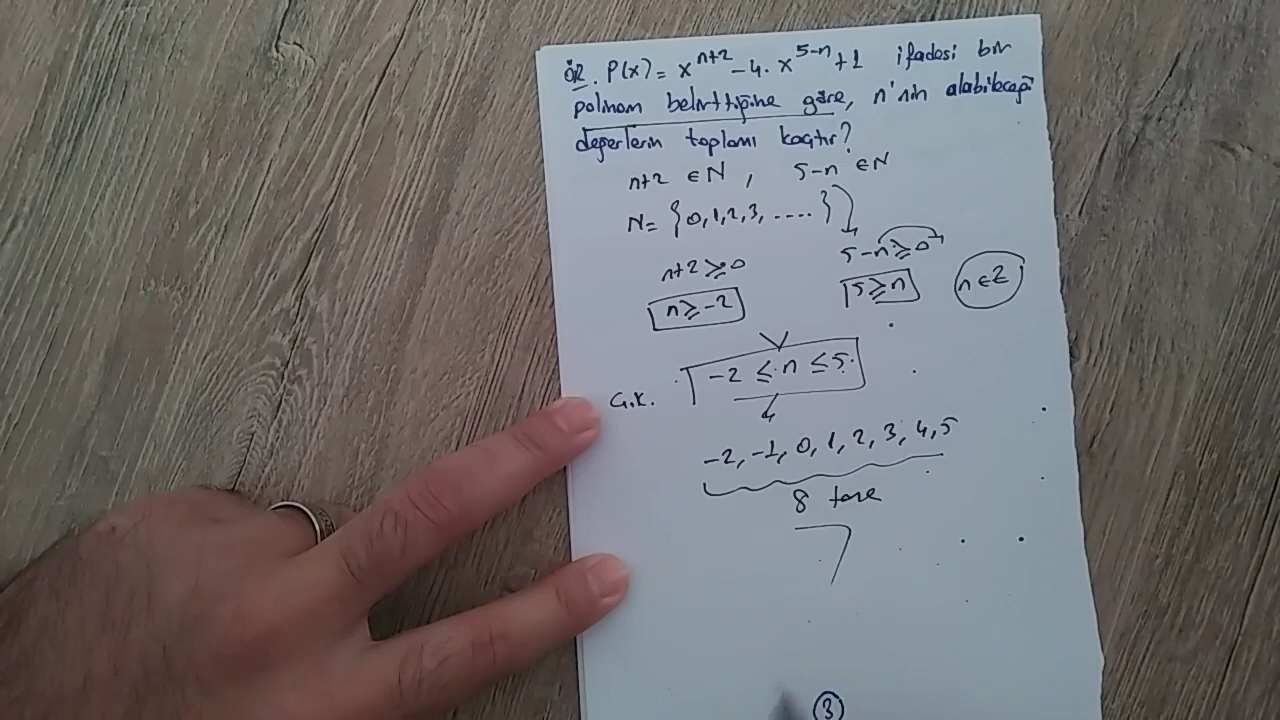 ÖR. P(x) = x^(n+2) - 4. x^(5-n) + 1 ifadesi bir
polinom belirttiğine göre, n'nin alabileceği
değerlerin toplamı kaçtır?
n+2 ∈ N , 5-n ∈ N
N = {0,1,2,3, .....}
n+2 ≥ 0 5-n ≥ 0
n ≥ -2 5 ≥ n n ∈ Z
-2 ≤ n ≤ 5
G.K.
-2, -1, 0, 1, 2, 3, 4, 5
8 tane
3